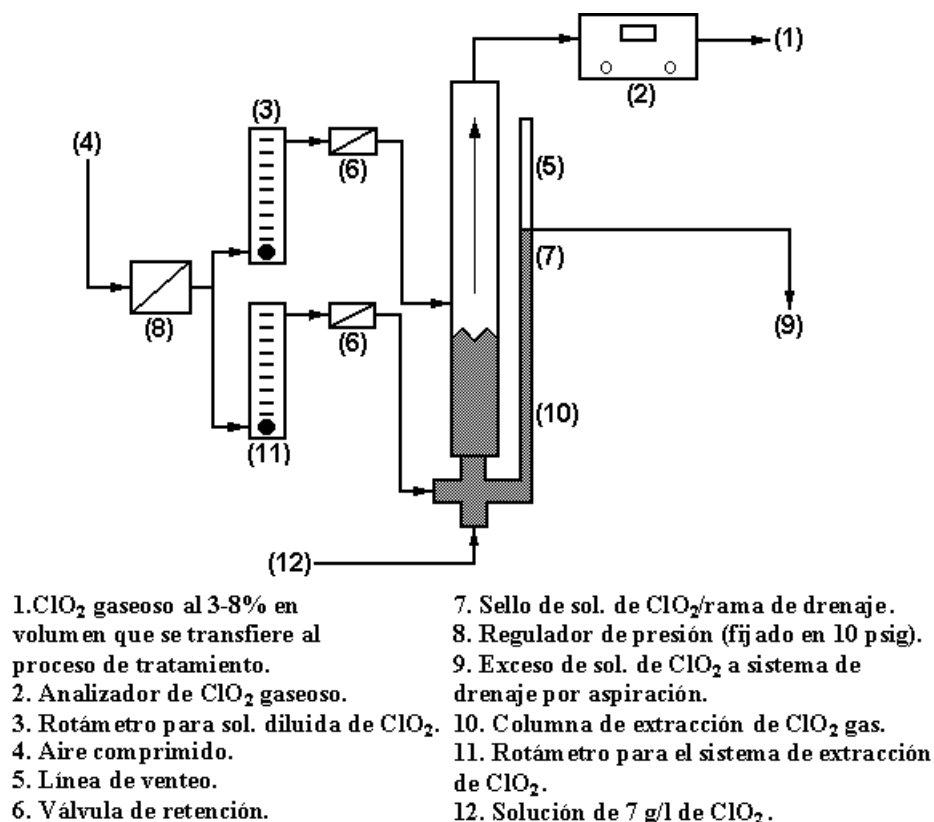 (1)
(2)
(3)
(4)
(6)
(5)
(7)
(8)
(6)
(9)
(10)
(11)
(12)
1.ClO₂ gaseoso al 3-8% en
volumen que se transfiere al
proceso de tratamiento.
2. Analizador de ClO₂ gaseoso.
3. Rotámetro para sol. diluida de ClO₂.
4. Aire comprimido.
5. Línea de venteo.
6. Válvula de retención.
7. Sello de sol. de ClO₂/rama de drenaje.
8. Regulador de presión (fijado en 10 psig).
9. Exceso de sol. de ClO₂ a sistema de
drenaje por aspiración.
10. Columna de extracción de ClO₂ gas.
11. Rotámetro para el sistema de extracción
de ClO₂.
12. Solución de 7 g/l de ClO₂.